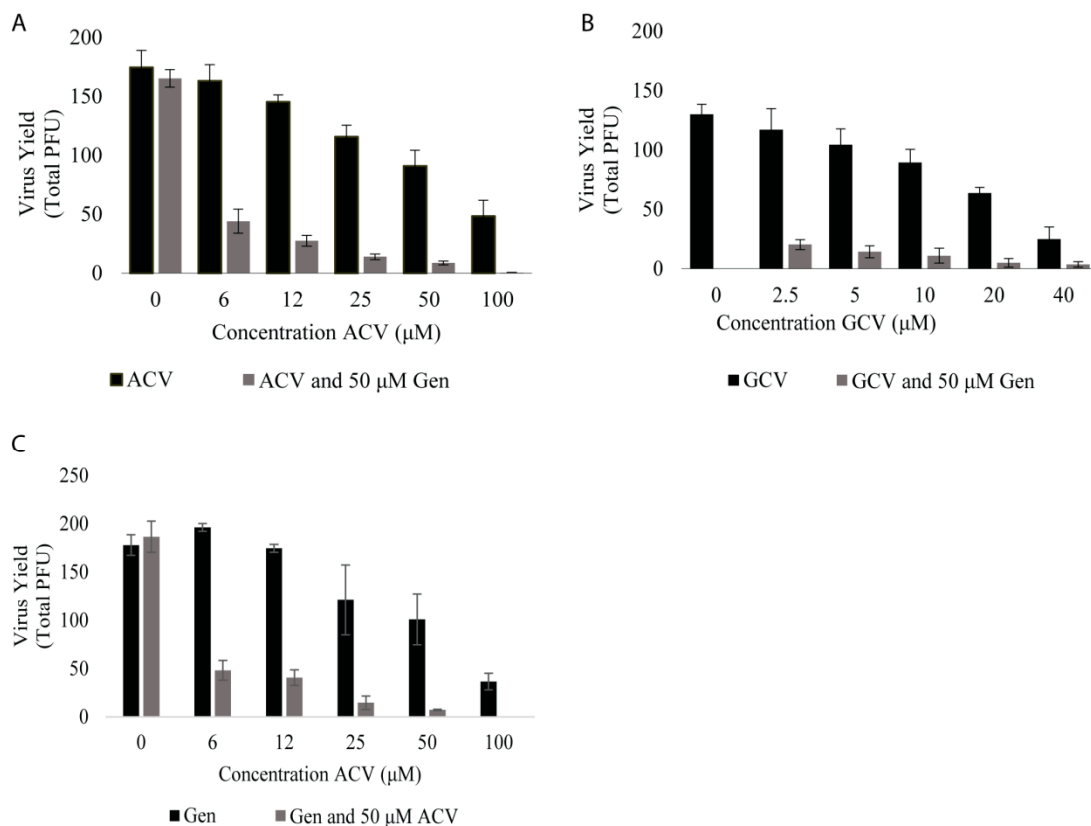 A
Virus Yield
(Total PFU)
200
150
100
50
0
0 6 12 25 50 100
Concentration ACV (μM)
ACV ACV and 50 μM Gen
B
Virus Yield
(Total PFU)
200
150
100
50
0
0 2.5 5 10 20 40
Concentration GCV (μM)
GCV GCV and 50 μM Gen
C
Virus Yield
(Total PFU)
250
200
150
100
50
0
0 6 12 25 50 100
Concentration ACV (μM)
Gen Gen and 50 μM ACV